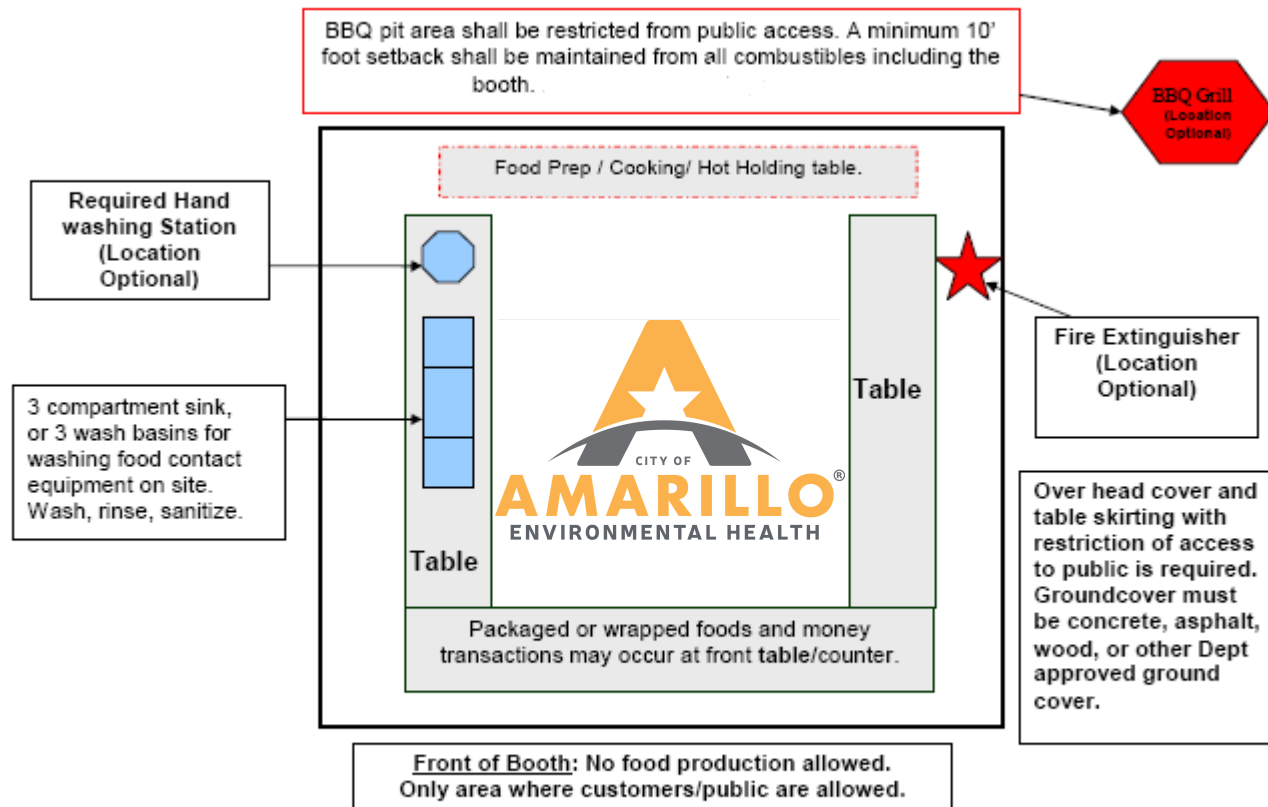 BBQ pit area shall be restricted from public access. A minimum 10'
foot setback shall be maintained from all combustibles including the
booth.
BBQ Grill
(Location
Optional)
Food Prep / Cooking/ Hot Holding table.
Required Hand
washing Station
(Location
Optional)
Fire Extinguisher
(Location
Optional)
3 compartment sink,
or 3 wash basins for
washing food contact
equipment on site.
Wash, rinse, sanitize.
Table
Table
CITY OF
AMARILLO®
ENVIRONMENTAL HEALTH
Over head cover and
table skirting with
restriction of access
to public is required.
Groundcover must
be concrete, asphalt,
wood, or other Dept
approved ground
cover.
Packaged or wrapped foods and money
transactions may occur at front table/counter.
Front of Booth: No food production allowed.
Only area where customers/public are allowed.